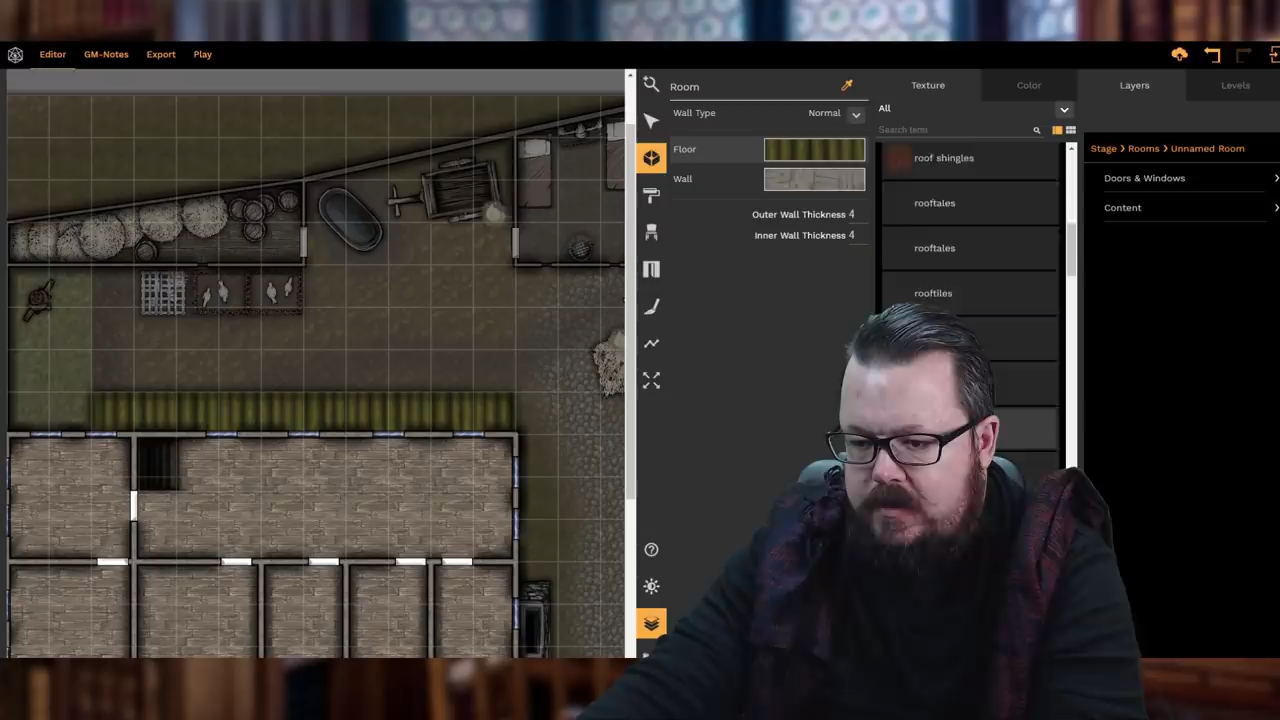 Editor GM-Notes Export Play
Room
Wall Type Normal
Floor
Wall
Outer Wall Thickness 4
Inner Wall Thickness 4
Texture Color
All
Search term
roof shingles
rooftales
rooftales
rooftiles
Layers Levels
Stage > Rooms > Unnamed Room
Doors & Windows
Content